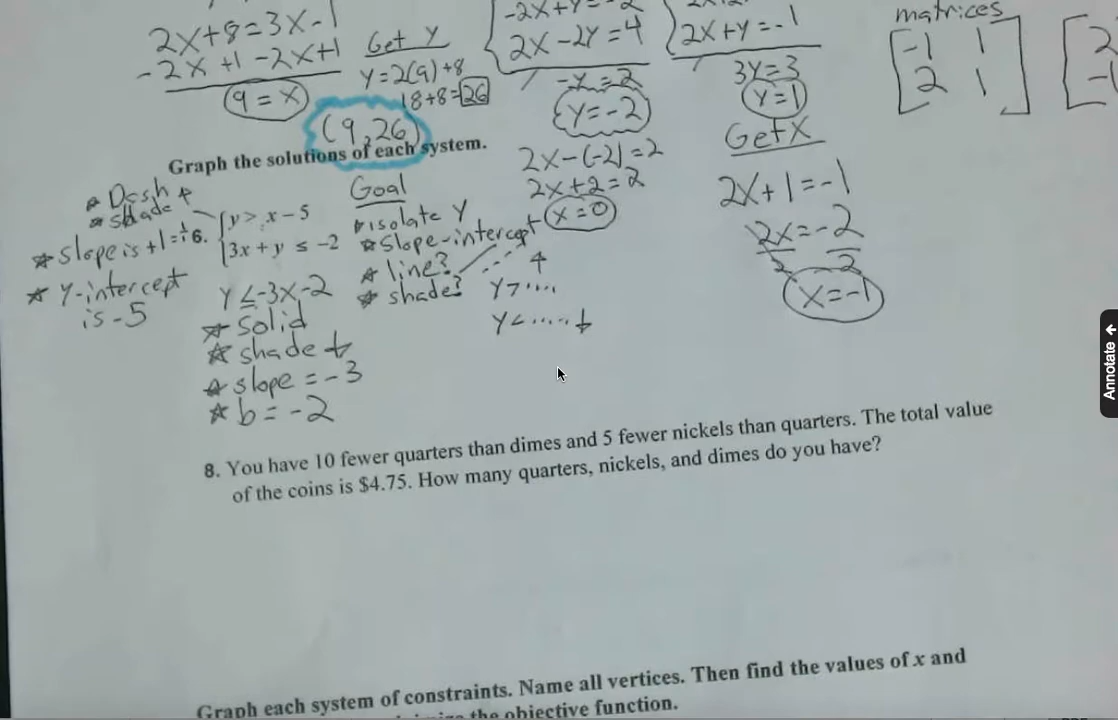 2x+8=3x-1
-2x +1 -2x+1
9 = x
Get y
y=2(9)+8
18+8=26
(9,26)
-2x+y=-2
2x-2y=4
-y=2
y=-2
2x-(-2)=2
2x+2=2
x=0
2x+y=-1
3y=3
y=1
Get x
2x+1=-1
2x=-2
2 2
x=-1
matrices
[-1 1
2 1]
[2
-1
Graph the solutions of each system.
* Dash
* shade ↑
* slope is +1=
* y-intercept
is -5
6. { y > x - 5
3x + y ≤ -2
y≤-3x-2
* solid
* shade ↓
* slope = -3
* b = -2
Goal
* isolate y
* slope-intercept
* line?
* shade?
y>.... ↑
y<..... ↓
8. You have 10 fewer quarters than dimes and 5 fewer nickels than quarters. The total value
of the coins is $4.75. How many quarters, nickels, and dimes do you have?
Graph each system of constraints. Name all vertices. Then find the values of x and
the objective function.
Annotate